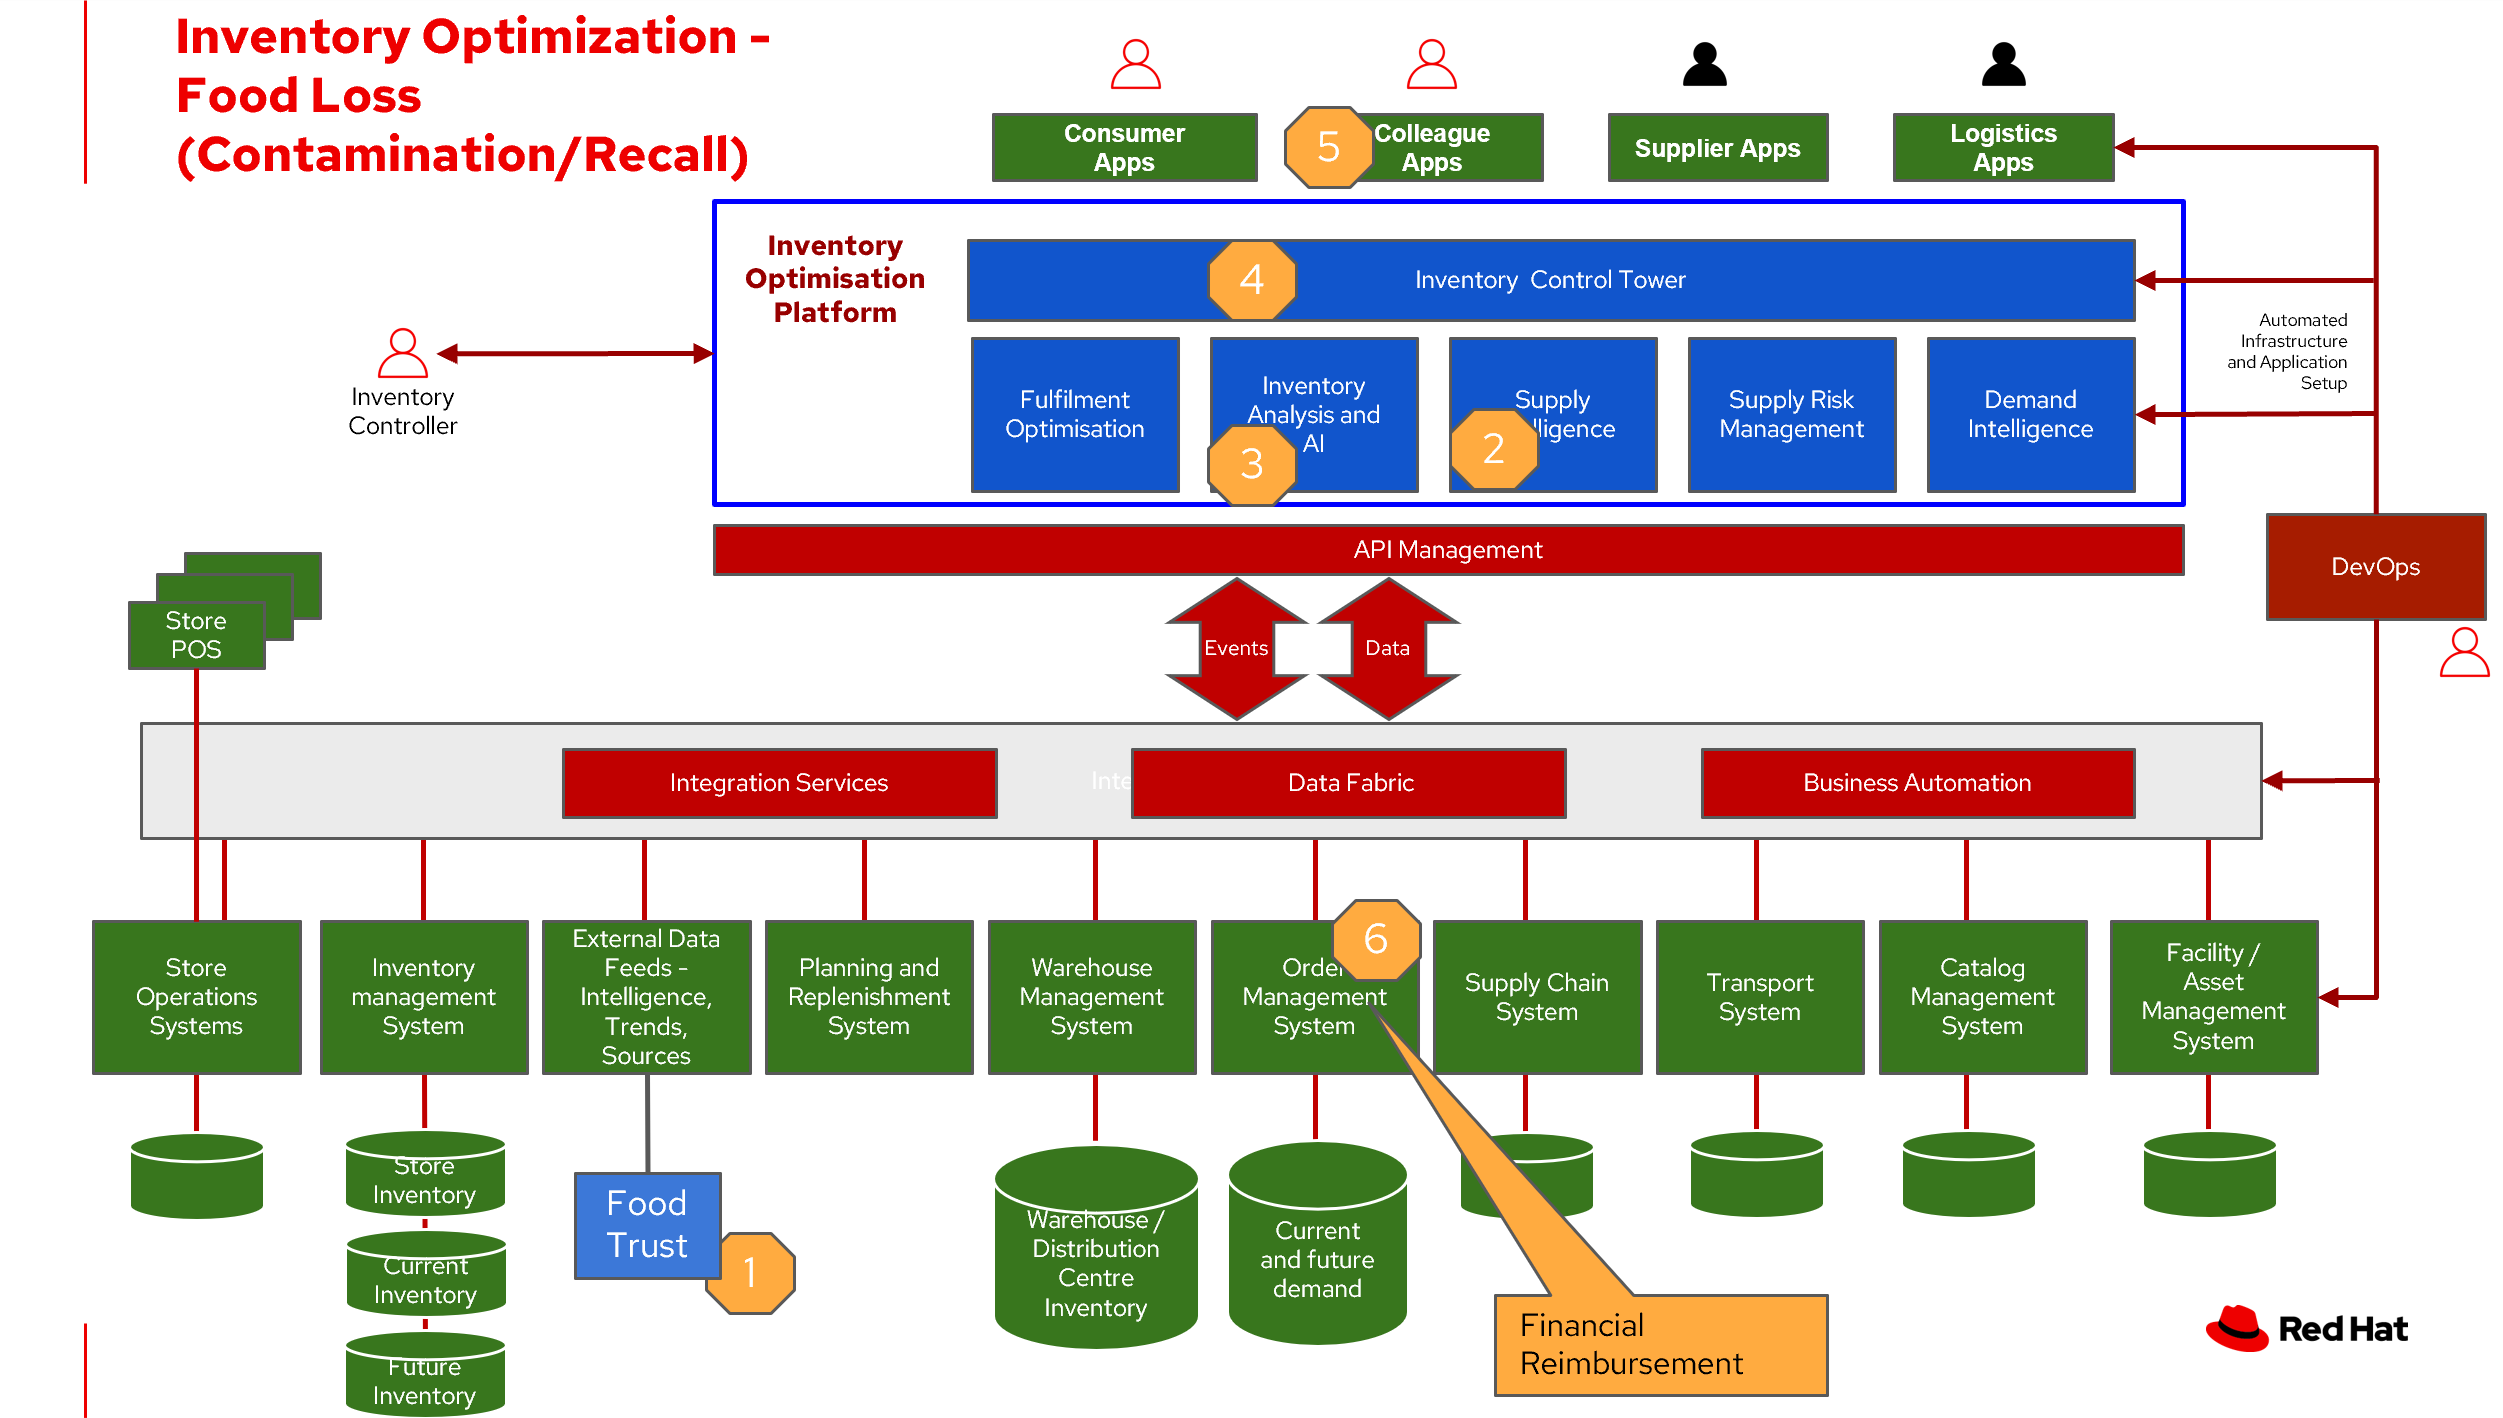 Inventory Optimization -
Food Loss
(Contamination/Recall)
Consumer
Apps
5
Colleague
Apps
Supplier Apps
Logistics
Apps
Inventory
Optimisation
Platform
4
Inventory Control Tower
Automated
Infrastructure
and Application
Setup
Inventory
Controller
Fulfilment
Optimisation
Inventory
Analysis and
AI
3
Supply
lligence
2
Supply Risk
Management
Demand
Intelligence
API Management
DevOps
Store
POS
Events
Data
Integration Services
Inte
Data Fabric
Business Automation
Store
Operations
Systems
Inventory
management
System
External Data
Feeds -
Intelligence,
Trends,
Sources
Planning and
Replenishment
System
Warehouse
Management
System
6
Order
Management
System
Supply Chain
System
Transport
System
Catalog
Management
System
Facility /
Asset
Management
System
Store
Inventory
Current
Inventory
Future
Inventory
Food
Trust
1
Warehouse /
Distribution
Centre
Inventory
Current
and future
demand
Financial
Reimbursement
Red Hat